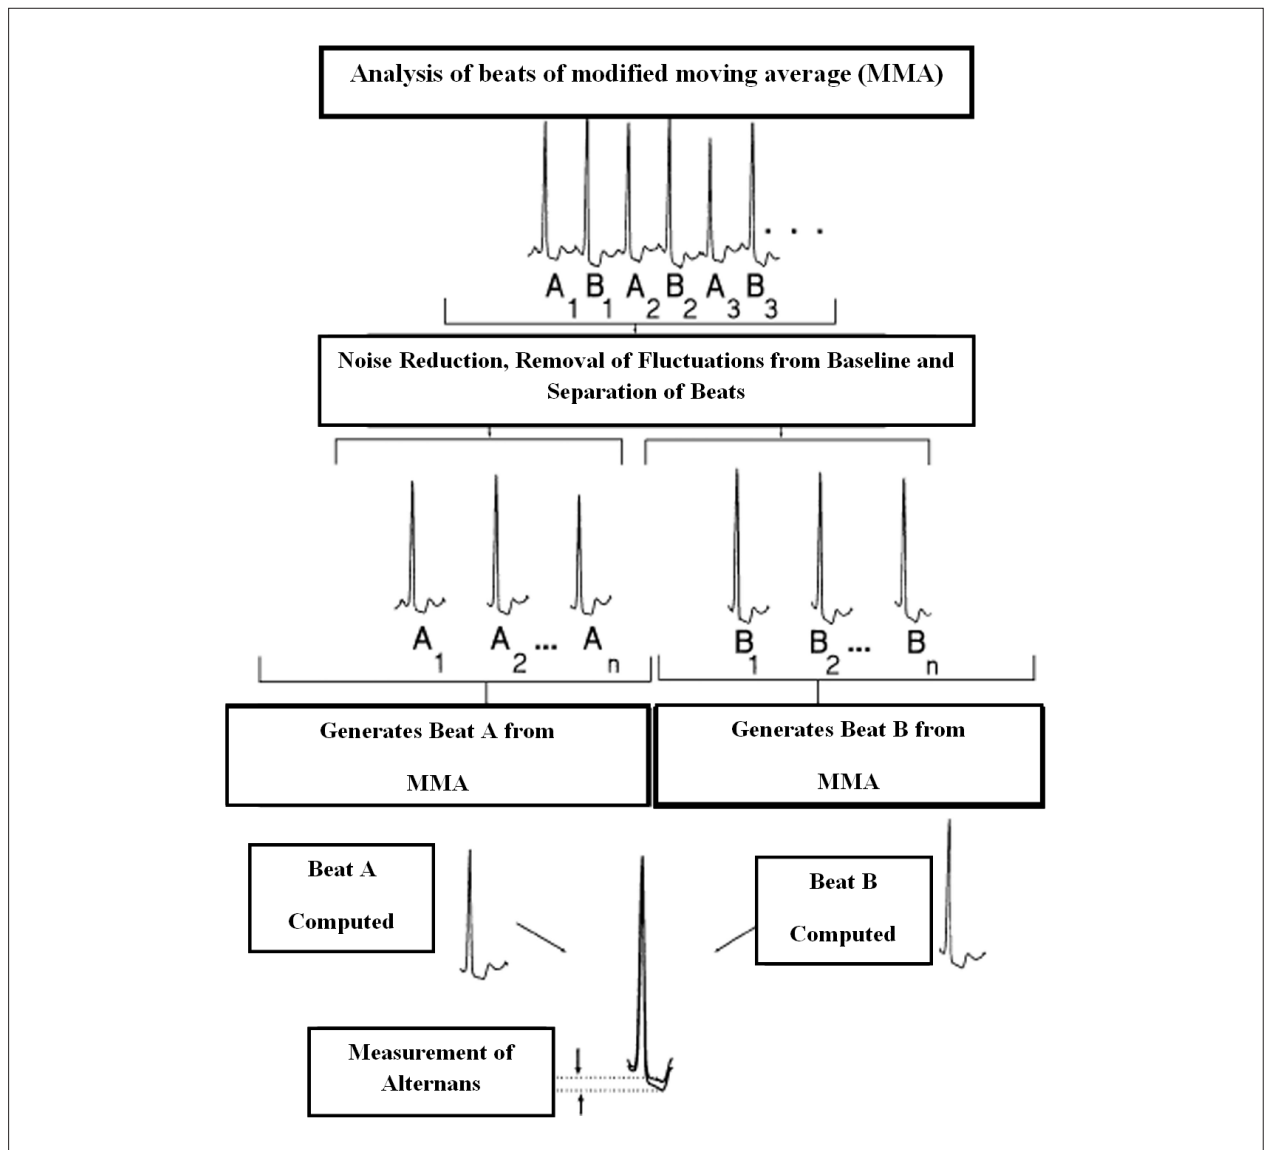 Analysis of beats of modified moving average (MMA)
. . .
A1 B1 A2 B2 A3 B3
Noise Reduction, Removal of Fluctuations from Baseline and
Separation of Beats
A1 A2 ... An
B1 B2 ... Bn
Generates Beat A from
MMA
Generates Beat B from
MMA
Beat A
Computed
Beat B
Computed
Measurement of
Alternans